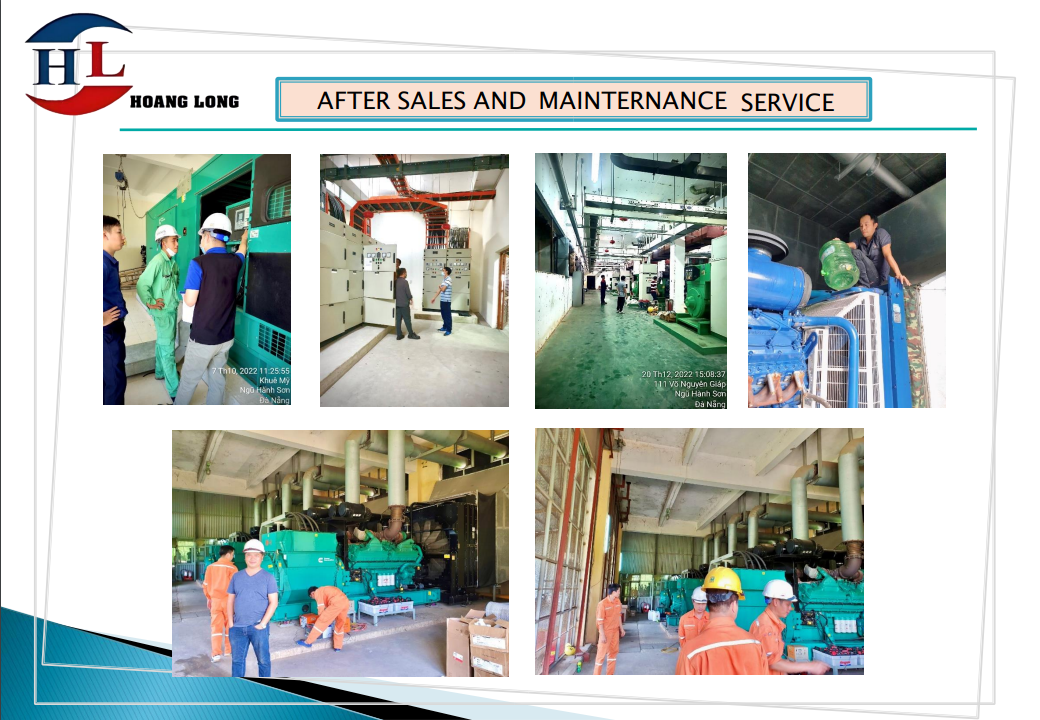 HL
HOANG LONG
AFTER SALES AND MAINTERNANCE SERVICE
7 Th10, 2022 11:25:55
Khuê Mỹ
Ngũ Hành Sơn
Đà Nẵng
20 Th12, 2022 15:08:37
111 Võ Nguyên Giáp
Ngũ Hành Sơn
Đà Nẵng